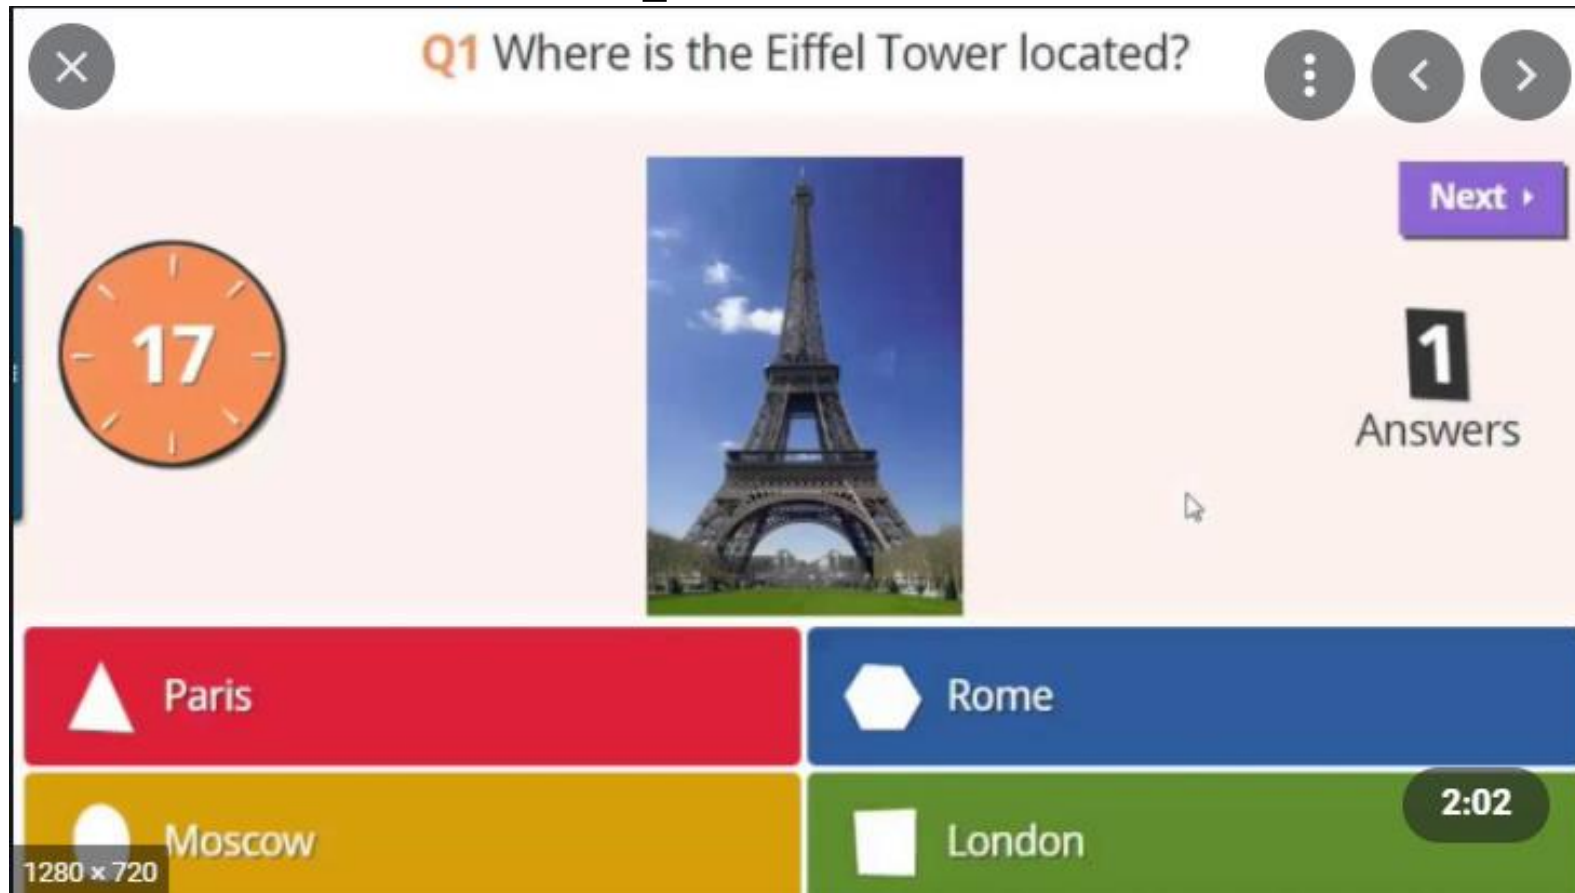 Q1 Where is the Eiffel Tower located?
Next
17
1
Answers
Paris
Rome
Moscow
London
2:02
1280 × 720